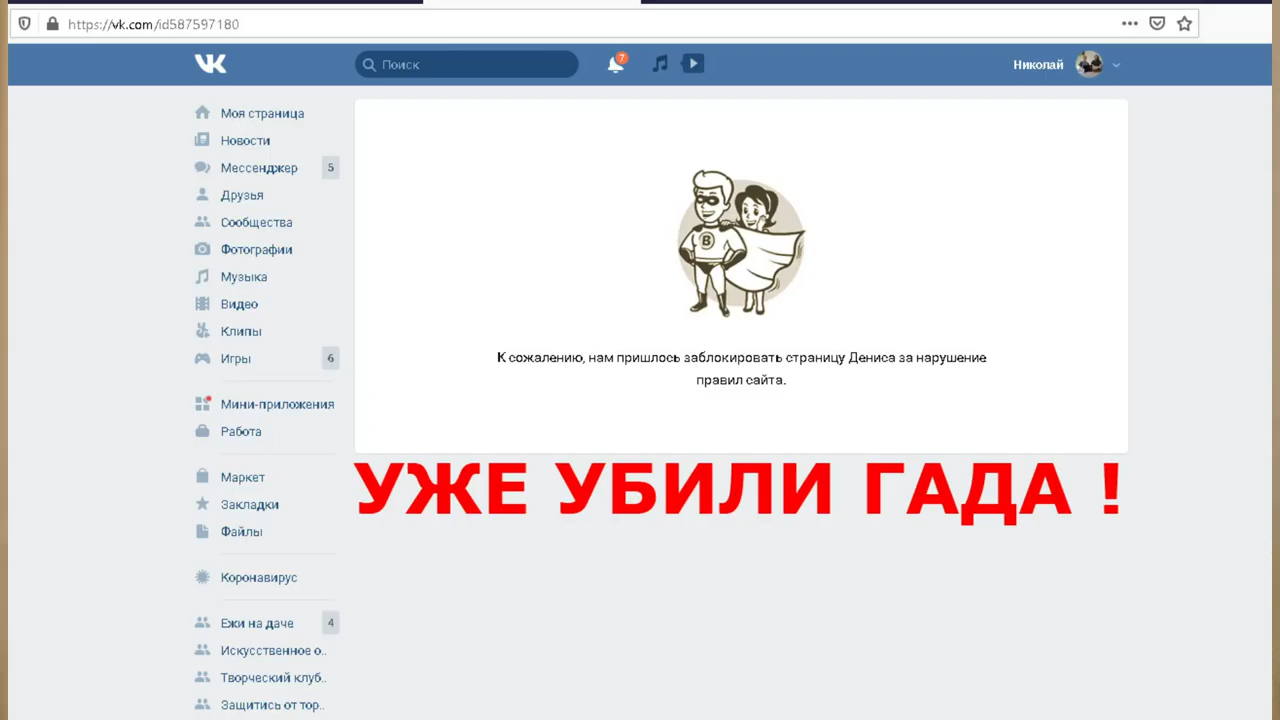 https://vk.com/id587597180
Поиск
7
Николай
Моя страница
Новости
Мессенджер 5
Друзья
Сообщества
Фотографии
Музыка
Видео
Клипы
Игры 6
Мини-приложения
Работа
Маркет
Закладки
Файлы
Коронавирус
Ежи на даче 4
Искусственное о..
Творческий клуб..
Защитись от тор..
В
К сожалению, нам пришлось заблокировать страницу Дениса за нарушение
правил сайта.
УЖЕ УБИЛИ ГАДА !